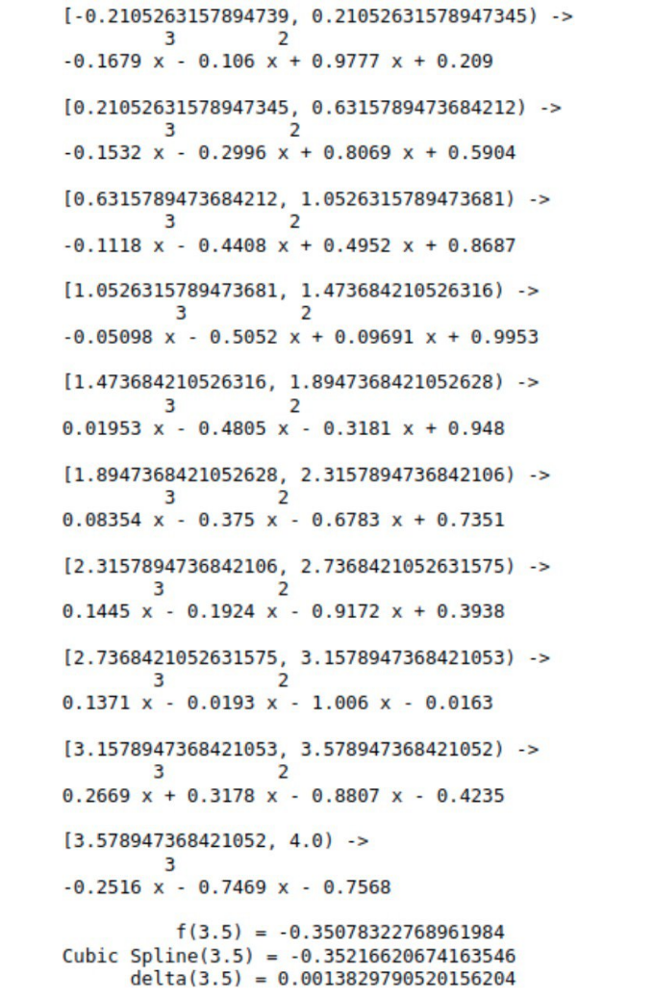 [-0.2105263157894739, 0.21052631578947345) ->
3 2
-0.1679 x - 0.106 x + 0.9777 x + 0.209
[0.21052631578947345, 0.6315789473684212) ->
3 2
-0.1532 x - 0.2996 x + 0.8069 x + 0.5904
[0.6315789473684212, 1.0526315789473681) ->
3 2
-0.1118 x - 0.4408 x + 0.4952 x + 0.8687
[1.0526315789473681, 1.473684210526316) ->
3 2
-0.05098 x - 0.5052 x + 0.09691 x + 0.9953
[1.473684210526316, 1.8947368421052628) ->
3 2
0.01953 x - 0.4805 x - 0.3181 x + 0.948
[1.8947368421052628, 2.3157894736842106) ->
3 2
0.08354 x - 0.375 x - 0.6783 x + 0.7351
[2.3157894736842106, 2.7368421052631575) ->
3 2
0.1445 x - 0.1924 x - 0.9172 x + 0.3938
[2.7368421052631575, 3.1578947368421053) ->
3 2
0.1371 x - 0.0193 x - 1.006 x - 0.0163
[3.1578947368421053, 3.578947368421052) ->
3 2
0.2669 x + 0.3178 x - 0.8807 x - 0.4235
[3.578947368421052, 4.0) ->
3
-0.2516 x - 0.7469 x - 0.7568
f(3.5) = -0.35078322768961984
Cubic Spline(3.5) = -0.35216620674163546
delta(3.5) = 0.0013829790520156204